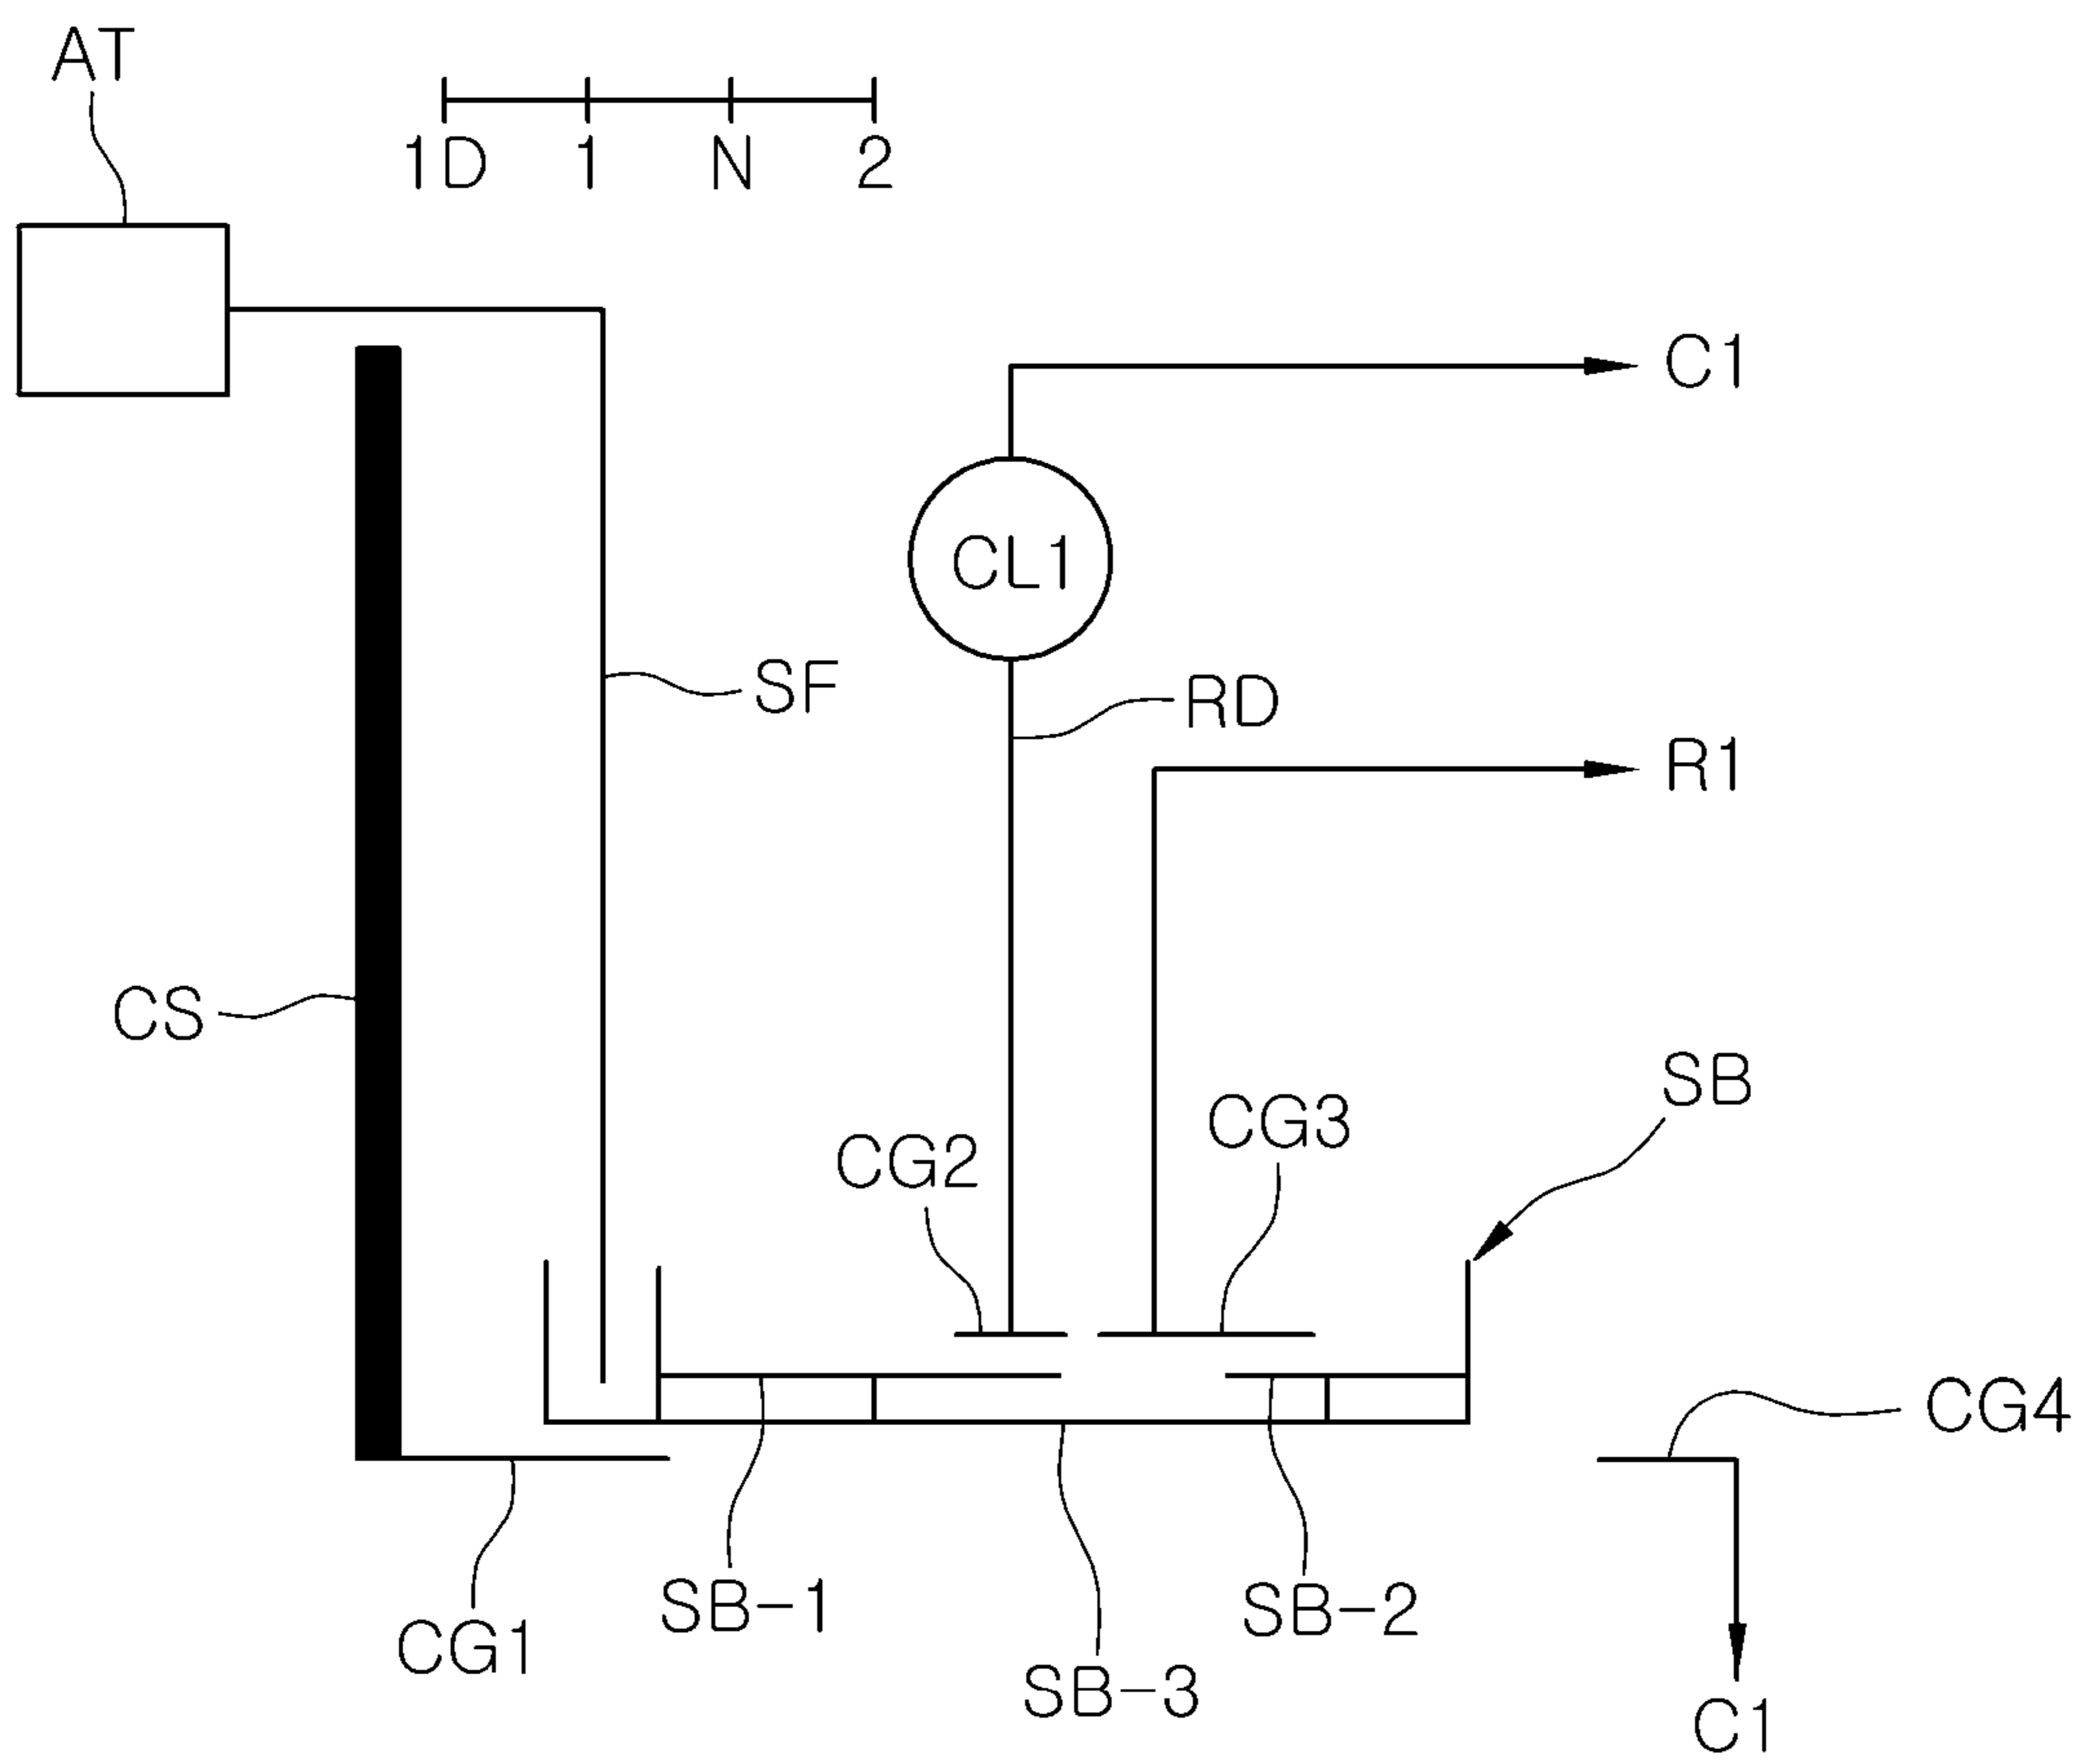 AT
1D 1 N 2
C1
CL1
SF
RD
R1
CS
SB
CG3
CG2
CG4
SB-1
SB-2
CG1
SB-3
C1